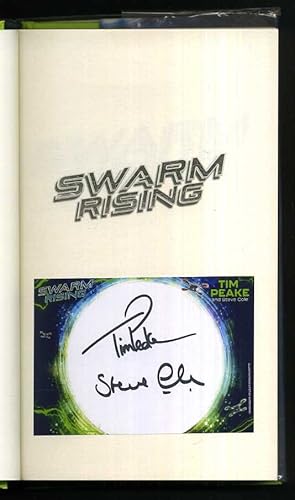 SWARM
RISING
SWARM
RISING
TIM
PEAKE
and Steve Cole
Tim Peake
Steve Cole